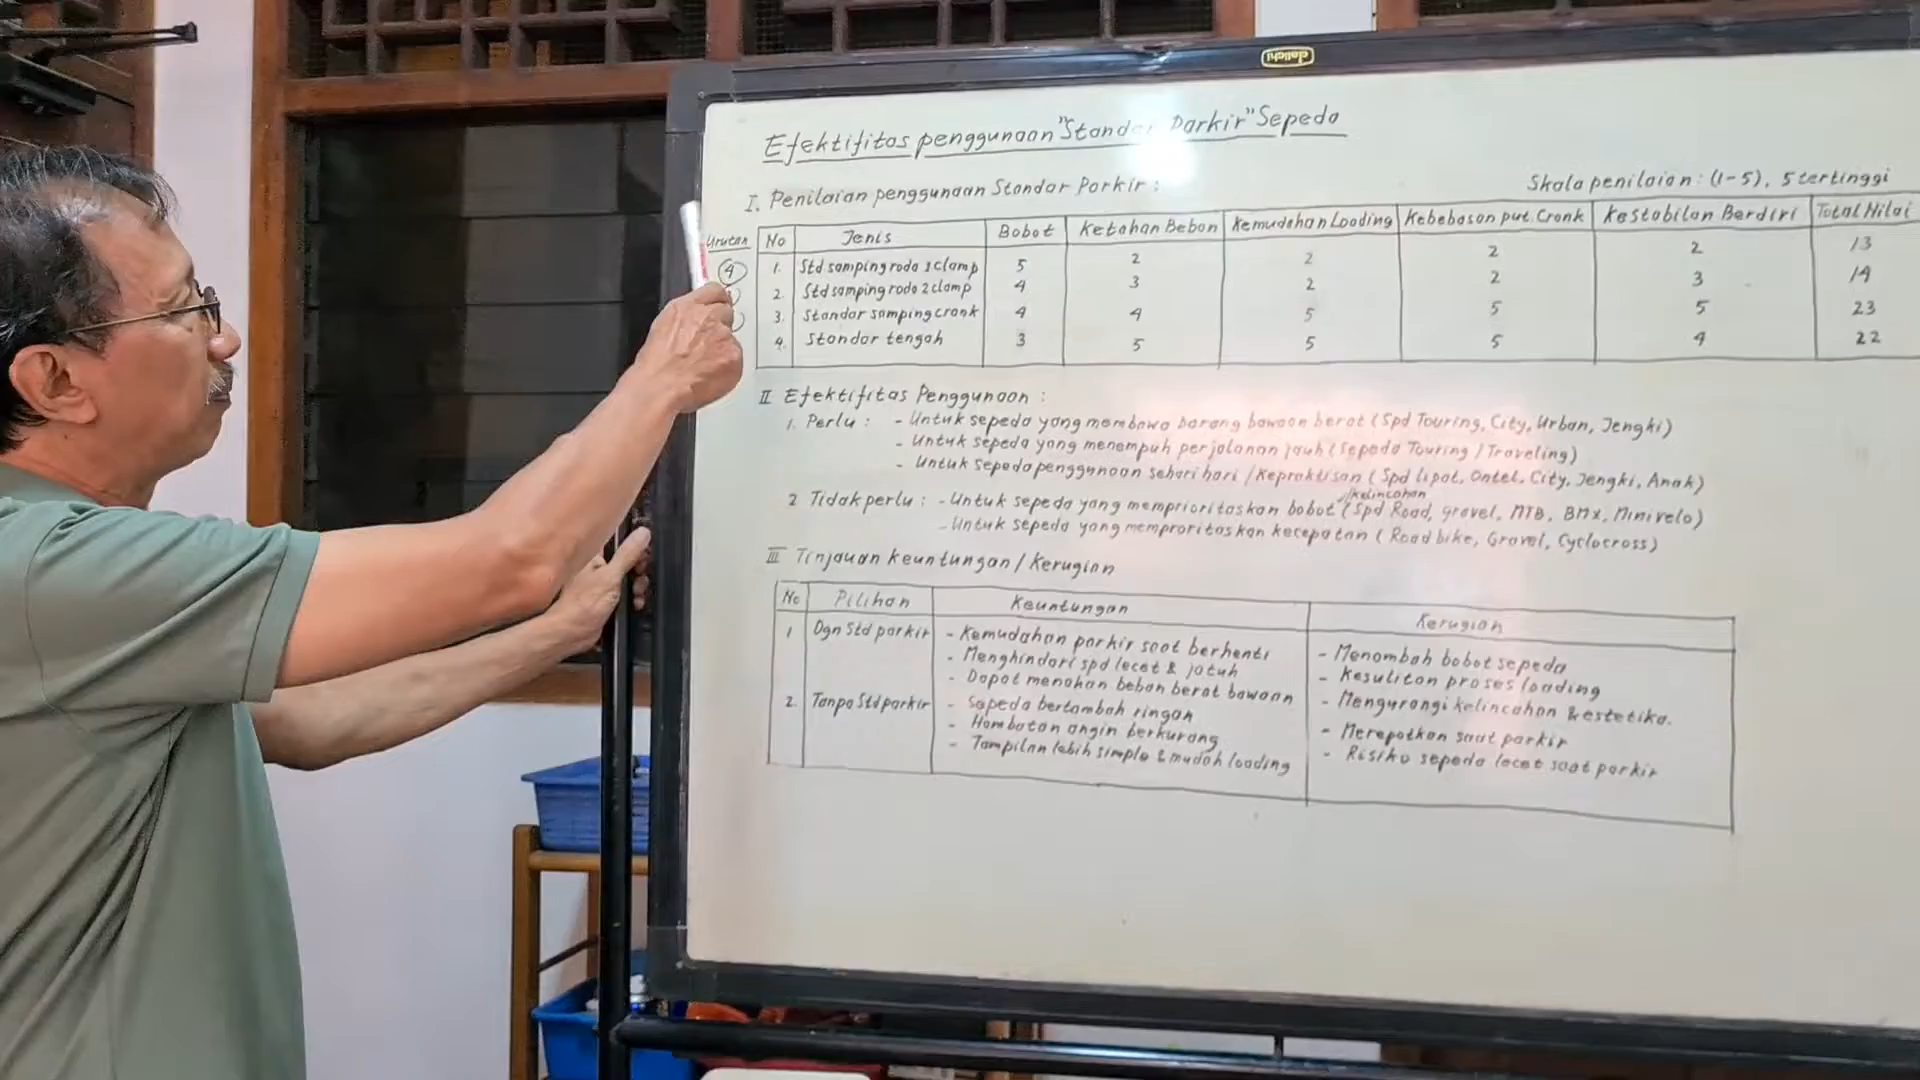 daiichi
Efektifitas penggunaan "Standar Parkir" Sepeda
I. Penilaian penggunaan Standar Parkir :
Skala penilaian : (1-5), 5 tertinggi
Urutan No Jenis Bobot Ketahan Beban Kemudahan Loading Kebebasan put. Crank Kestabilan Berdiri Total Nilai
4 1. Std samping roda 1 clamp 5 2 2 2 2 13
2. Std samping roda 2 clamp 4 3 2 2 3 14
3. Standar samping crank 4 4 5 5 5 23
4. Standar tengah 3 5 5 5 4 22
II Efektifitas Penggunaan :
1. Perlu : - Untuk sepeda yang membawa barang bawaan berat (Spd Touring, City, Urban, Jengki)
- Untuk sepeda yang menempuh perjalanan jauh (Sepeda Touring / Traveling)
- Untuk sepeda penggunaan sehari hari / Kepraktisan (Spd lipat, Ontel, City, Jengki, Anak)
/kelincahan
2 Tidak perlu : - Untuk sepeda yang memprioritaskan bobot (Spd Road, gravel, MTB, BMX, Minivelo)
- Untuk sepeda yang memproritaskan kecepatan (Road bike, Gravel, Cyclocross)
III Tinjauan keuntungan / Kerugian
No Pilihan Keuntungan Kerugian
1 Dgn Std parkir - Kemudahan parkir saat berhenti - Menambah bobot sepeda
- Menghindari spd lecet & jatuh - Kesulitan proses loading
- Dapat menahan beban berat bawaan - Mengurangi kelincahan & estetika.
2. Tanpa Std parkir - Sepeda bertambah ringan - Merepotkan saat parkir
- Hambatan angin berkurang - Risiko sepeda lecet saat parkir
- Tampilan lebih simple & mudah loading